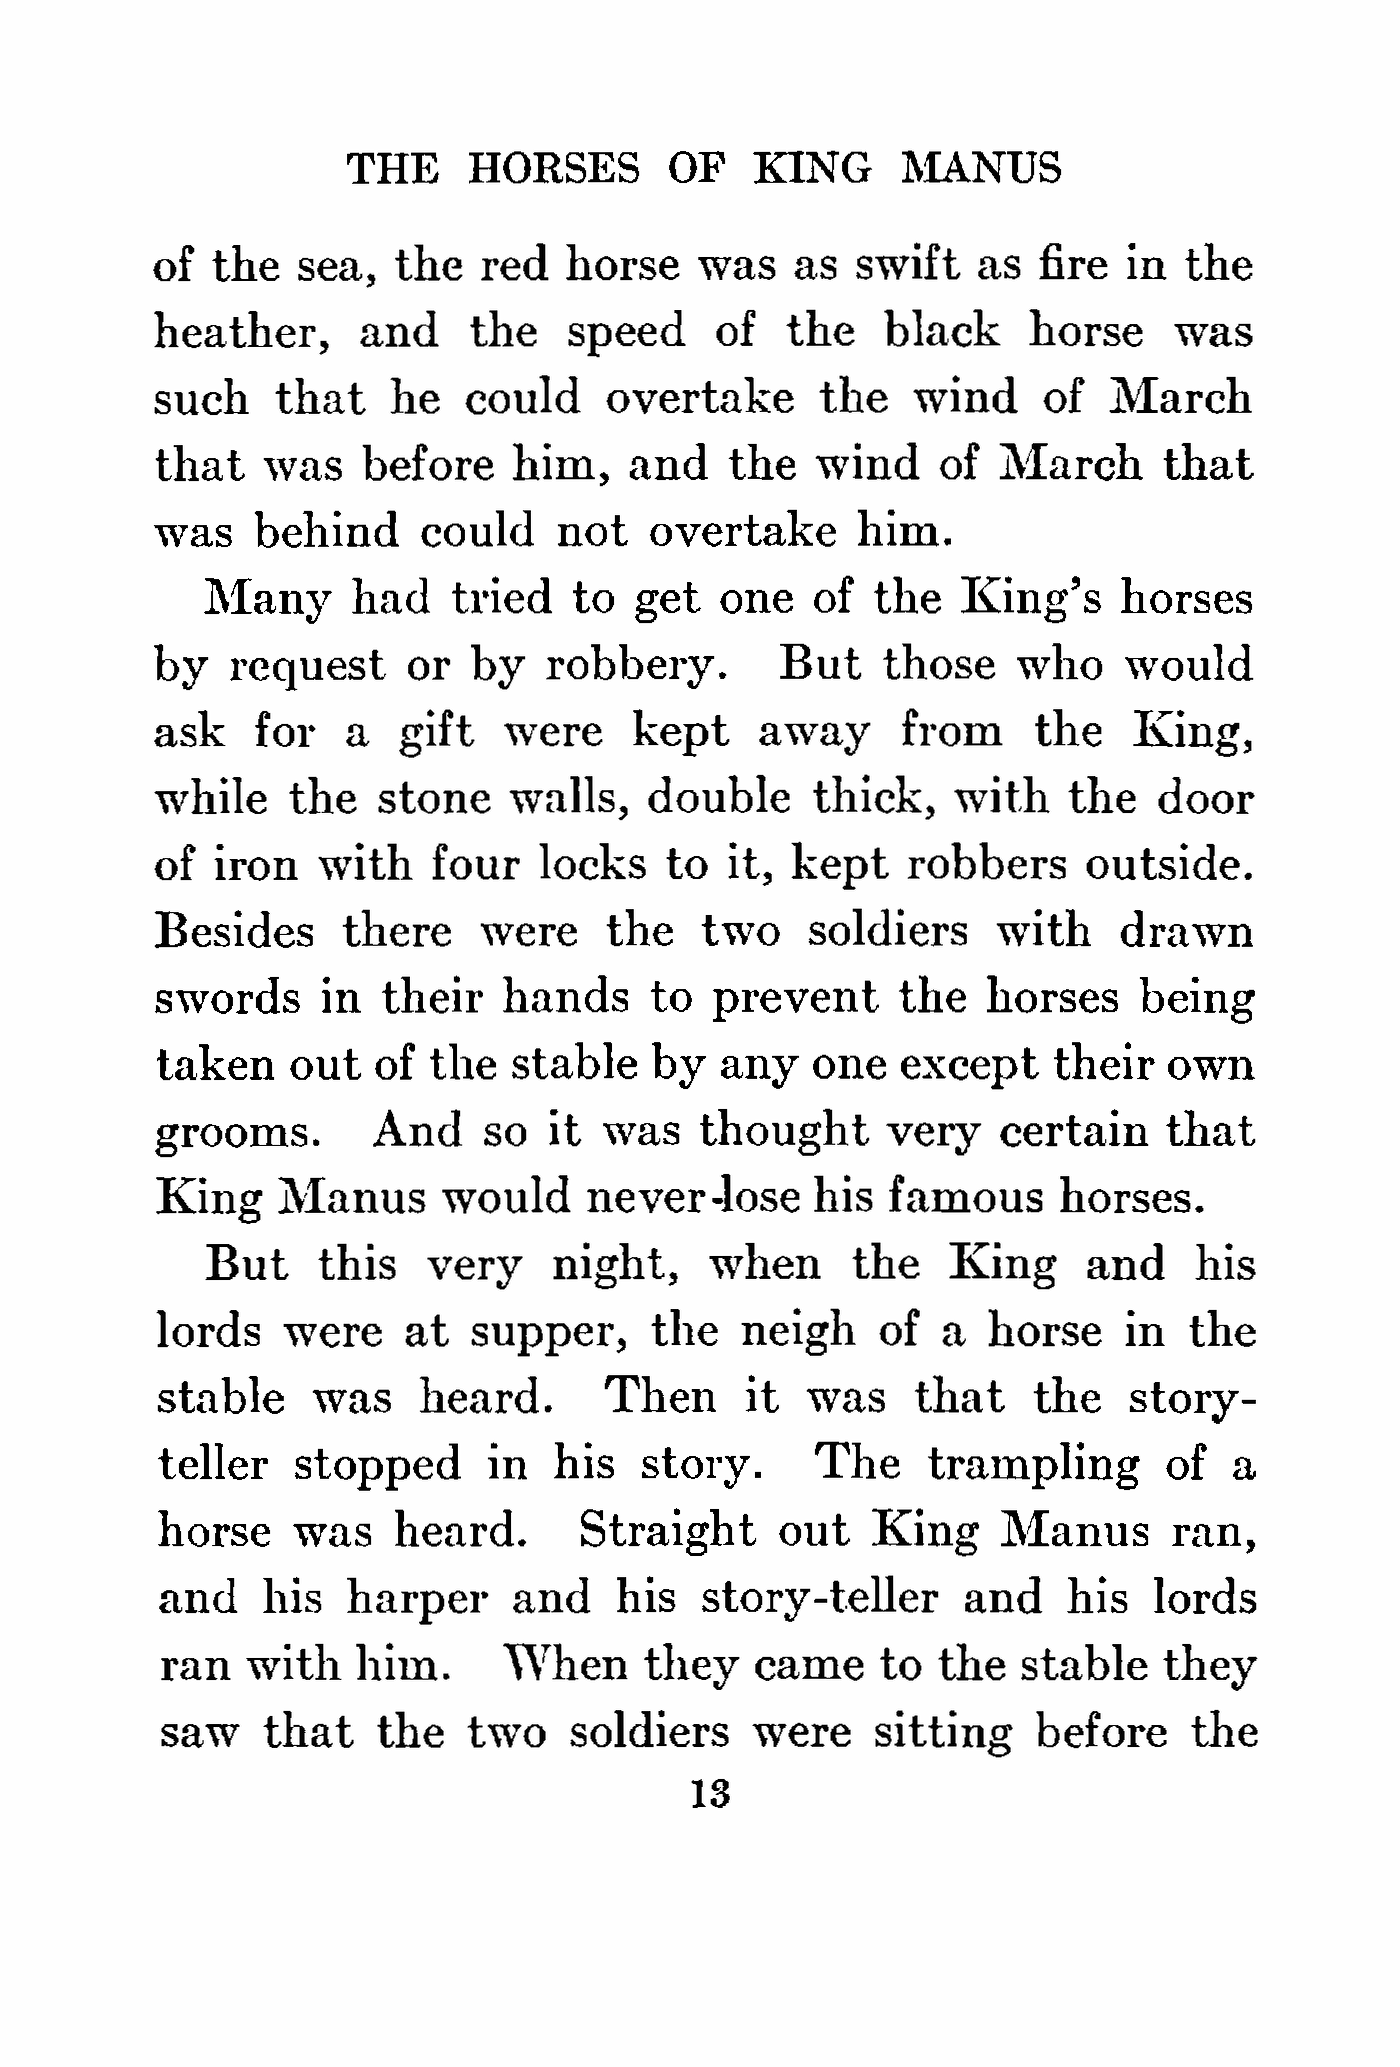 THE HORSES OF KING MANUS
of the sea, the red horse was as swift as fire in the
heather, and the speed of the black horse was
such that he could overtake the wind of March
that was before him, and the wind of March that
was behind could not overtake him.
Many had tried to get one of the King's horses
by request or by robbery. But those who would
ask for a gift were kept away from the King,
while the stone walls, double thick, with the door
of iron with four locks to it, kept robbers outside.
Besides there were the two soldiers with drawn
swords in their hands to prevent the horses being
taken out of the stable by any one except their own
grooms. And so it was thought very certain that
King Manus would never lose his famous horses.
But this very night, when the King and his
lords were at supper, the neigh of a horse in the
stable was heard. Then it was that the story-
teller stopped in his story. The trampling of a
horse was heard. Straight out King Manus ran,
and his harper and his story-teller and his lords
ran with him. When they came to the stable they
saw that the two soldiers were sitting before the
13